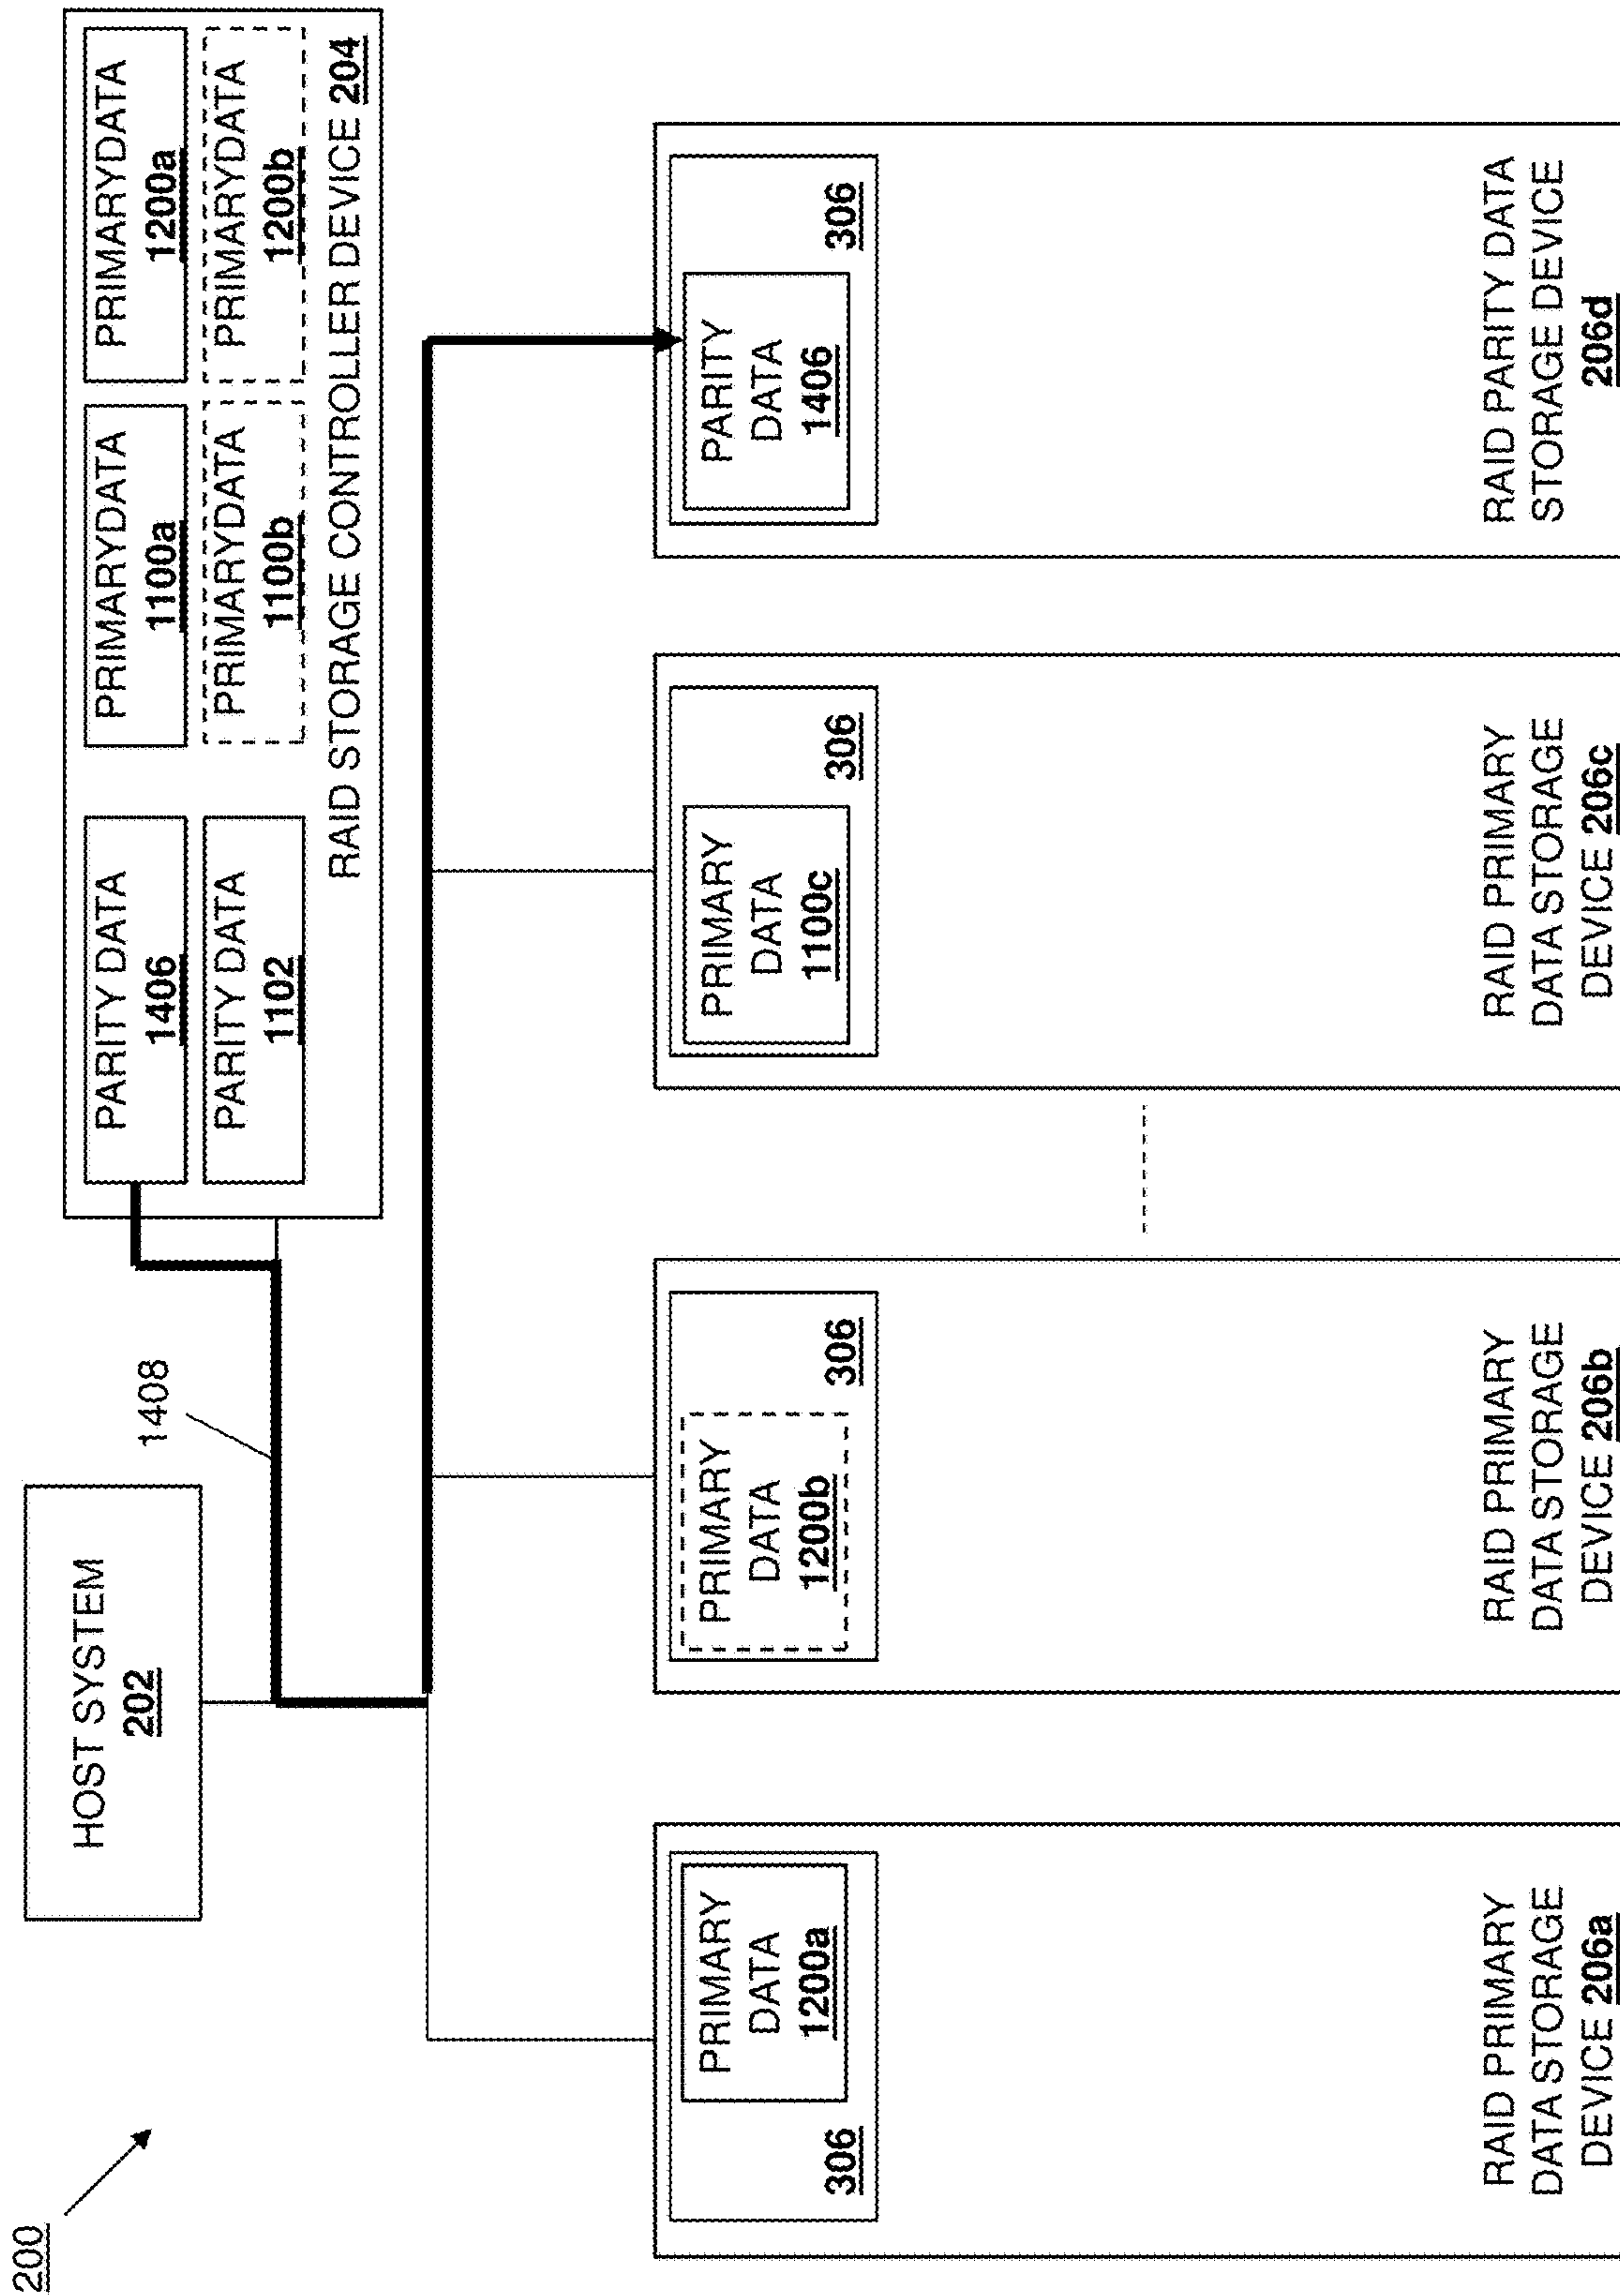 200
HOST SYSTEM
202
1408
PARITY DATA
1406
PARITY DATA
1102
PRIMARYDATA
1100a
PRIMARYDATA
1100b
PRIMARYDATA
1200a
PRIMARYDATA
1200b
RAID STORAGE CONTROLLER DEVICE 204
306
PRIMARY
DATA
1200a
RAID PRIMARY
DATA STORAGE
DEVICE 206a
PRIMARY
DATA
1200b
306
RAID PRIMARY
DATA STORAGE
DEVICE 206b
PRIMARY
DATA
1100c
306
RAID PRIMARY
DATA STORAGE
DEVICE 206c
PARITY
DATA
1406
306
RAID PARITY DATA
STORAGE DEVICE
206d